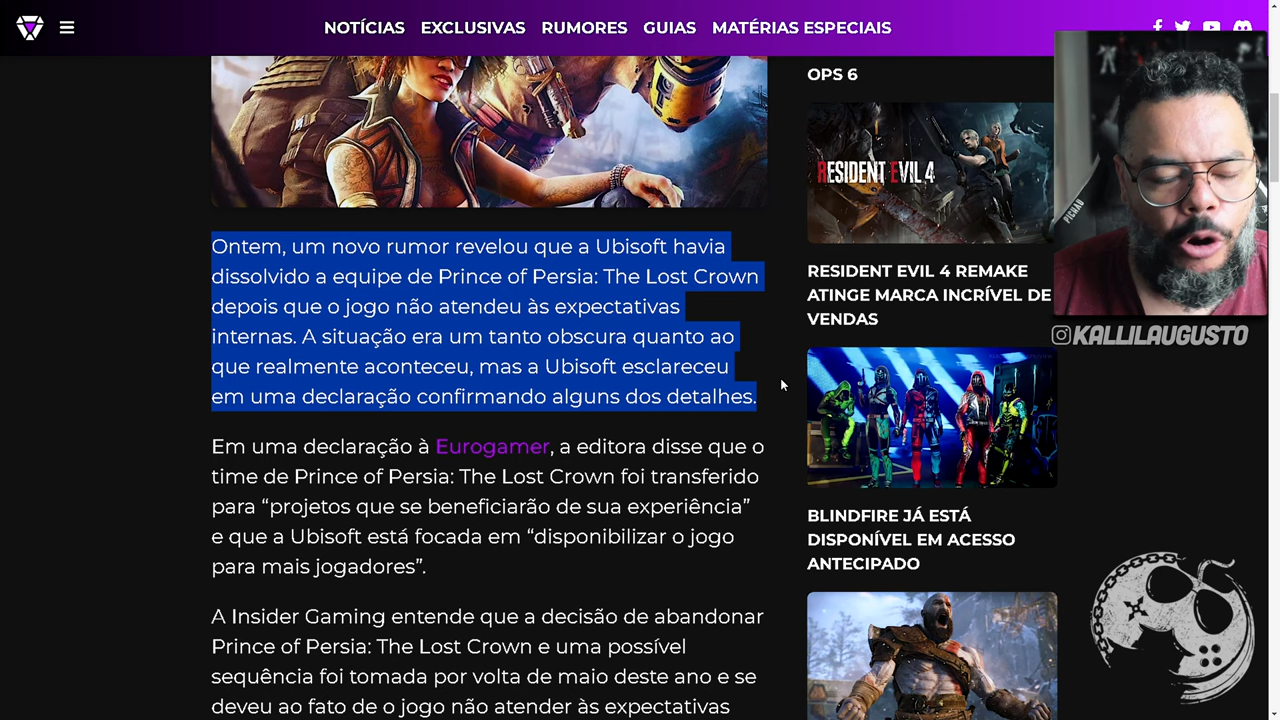 NOTÍCIAS EXCLUSIVAS RUMORES GUIAS MATÉRIAS ESPECIAIS
Ontem, um novo rumor revelou que a Ubisoft havia
dissolvido a equipe de Prince of Persia: The Lost Crown
depois que o jogo não atendeu às expectativas
internas. A situação era um tanto obscura quanto ao
que realmente aconteceu, mas a Ubisoft esclareceu
em uma declaração confirmando alguns dos detalhes.
Em uma declaração à Eurogamer, a editora disse que o
time de Prince of Persia: The Lost Crown foi transferido
para “projetos que se beneficiarão de sua experiência”
e que a Ubisoft está focada em “disponibilizar o jogo
para mais jogadores”.
A Insider Gaming entende que a decisão de abandonar
Prince of Persia: The Lost Crown e uma possível
sequência foi tomada por volta de maio deste ano e se
deveu ao fato de o jogo não atender às expectativas
OPS 6
RESIDENT EVIL 4
RESIDENT EVIL 4 REMAKE
ATINGE MARCA INCRÍVEL DE
VENDAS
BLINDFIRE JÁ ESTÁ
DISPONÍVEL EM ACESSO
ANTECIPADO
PICHAU
KALLILAUGUSTO